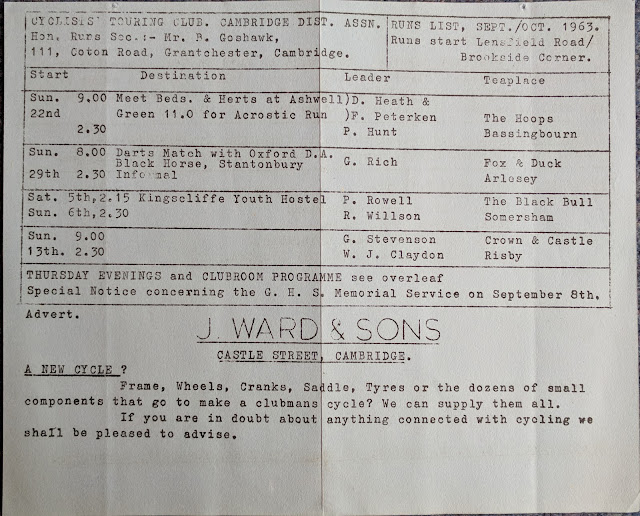 CYCLISTS' TOURING CLUB. CAMBRIDGE DIST. ASSN.
Hon. Runs Sec.:- Mr. B. Goshawk,
111, Coton Road, Grantchester, Cambridge.
RUNS LIST, SEPT./OCT. 1963.
Runs start Lensfield Road/
Brookside Corner.
Start Destination Leader Teaplace
Sun. 9.00 Meet Beds. & Herts at Ashwell)D. Heath &
22nd Green 11.0 for Acrostic Run )F. Peterken The Hoops
2.30 P. Hunt Bassingbourn
Sun. 8.00 Darts Match with Oxford D.A.
Black Horse, Stantonbury G. Rich Fox & Duck
29th 2.30 Informal Arlesey
Sat. 5th,2.15 Kingscliffe Youth Hostel P. Rowell The Black Bull
Sun. 6th,2.30 R. Willson Somersham
Sun. 9.00 G. Stevenson Crown & Castle
13th. 2.30 W. J. Claydon Risby
THURSDAY EVENINGS and CLUBROOM PROGRAMME see overleaf
Special Notice concerning the G. H. S. Memorial Service on September 8th.
Advert.
J. WARD & SONS
CASTLE STREET, CAMBRIDGE.
A NEW CYCLE ?
Frame, Wheels, Cranks, Saddle, Tyres or the dozens of small
components that go to make a clubmans cycle? We can supply them all.
If you are in doubt about anything connected with cycling we
shall be pleased to advise.